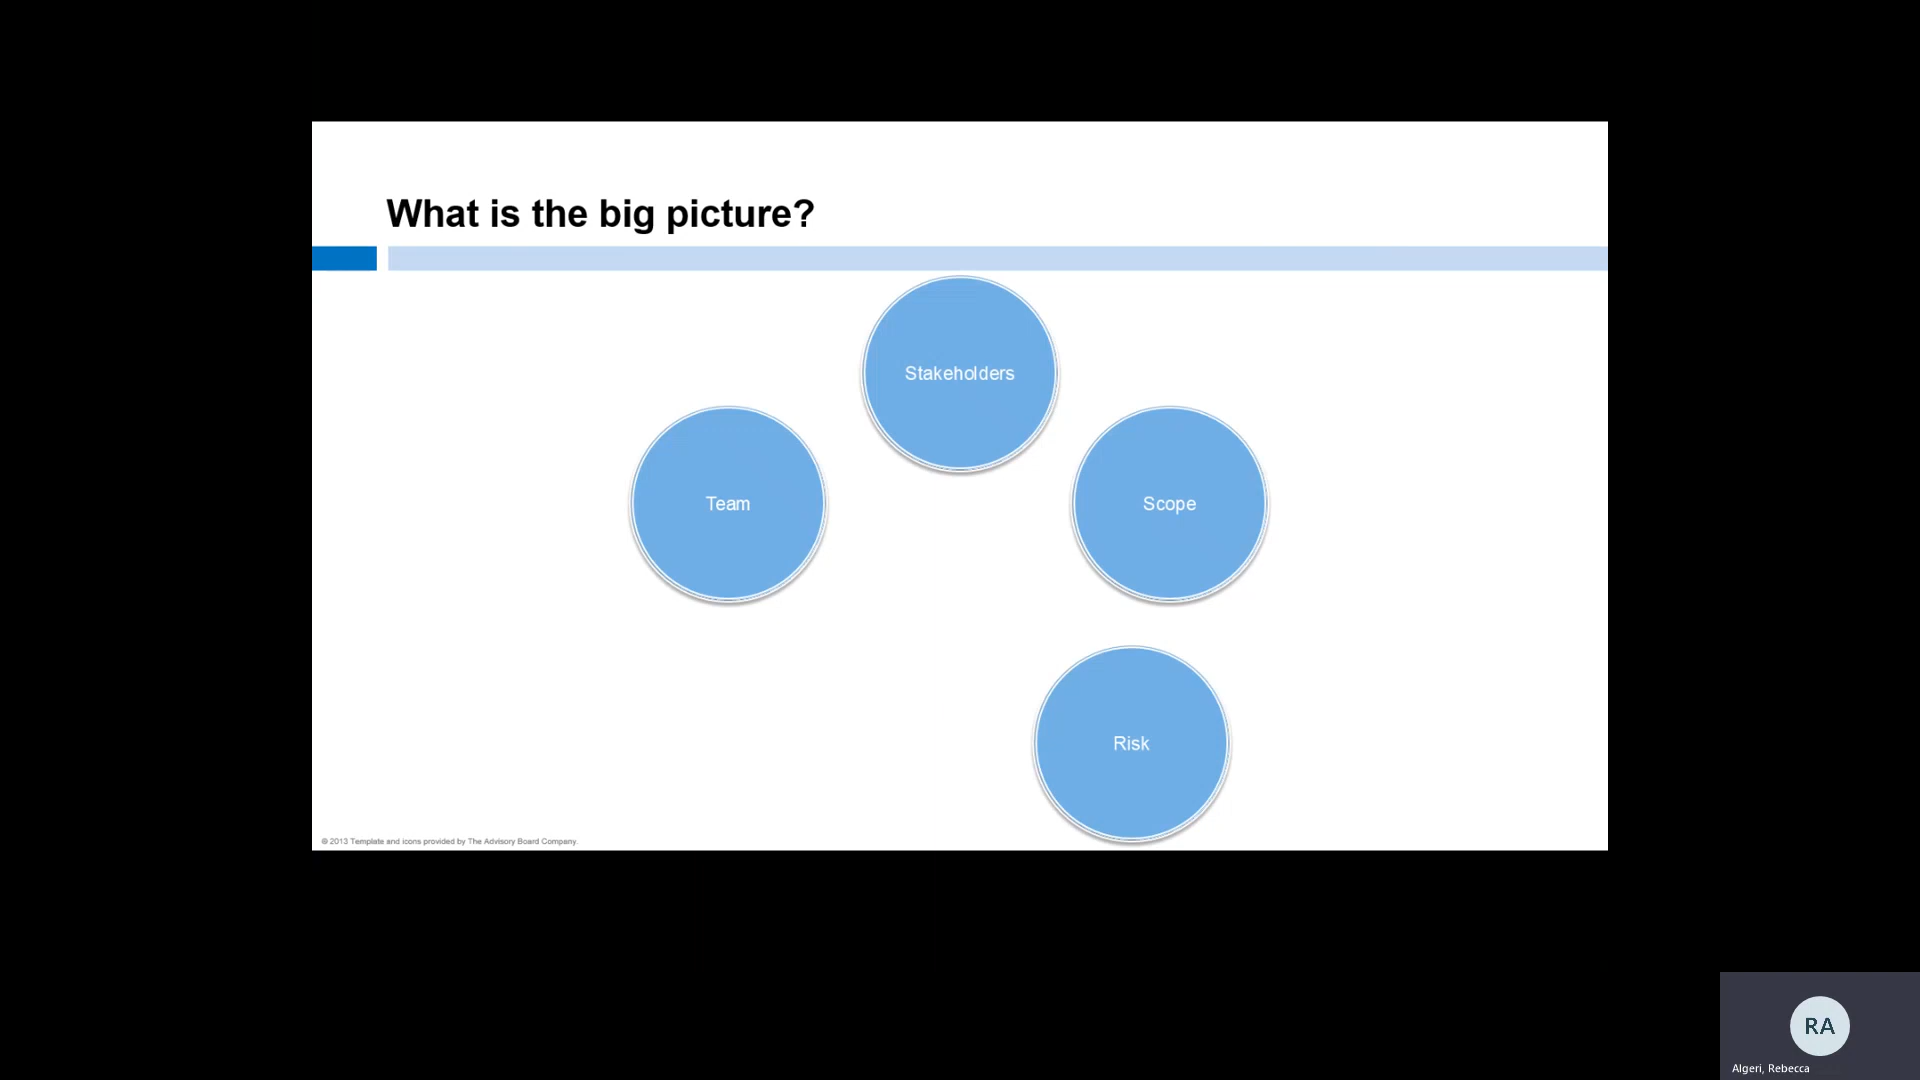 What is the big picture?
Stakeholders
Team
Scope
Risk
© 2013 Template and icons provided by The Advisory Board Company.
RA
Algeri, Rebecca